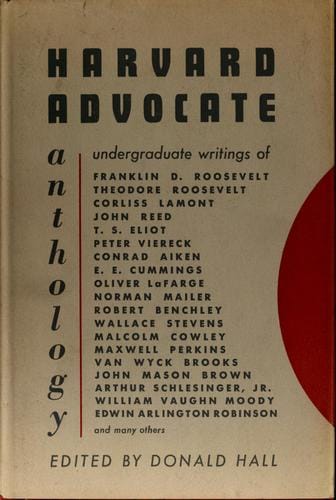 HARVARD
ADVOCATE
anthology
undergraduate writings of
FRANKLIN D. ROOSEVELT
THEODORE ROOSEVELT
CORLISS LAMONT
JOHN REED
T. S. ELIOT
PETER VIERECK
CONRAD AIKEN
E. E. CUMMINGS
OLIVER LaFARGE
NORMAN MAILER
ROBERT BENCHLEY
WALLACE STEVENS
MALCOLM COWLEY
MAXWELL PERKINS
VAN WYCK BROOKS
JOHN MASON BROWN
ARTHUR SCHLESINGER, JR.
WILLIAM VAUGHN MOODY
EDWIN ARLINGTON ROBINSON
and many others
EDITED BY DONALD HALL